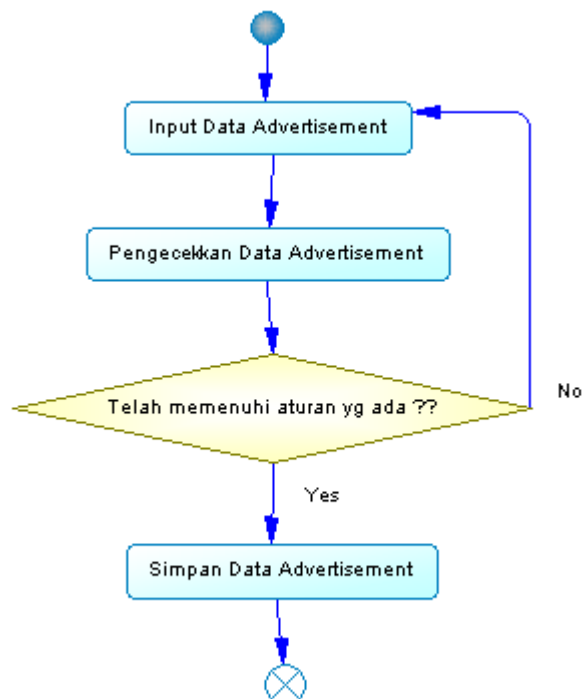 Input Data Advertisement
Pengecekkan Data Advertisement
Telah memenuhi aturan yg ada ??
No
Yes
Simpan Data Advertisement